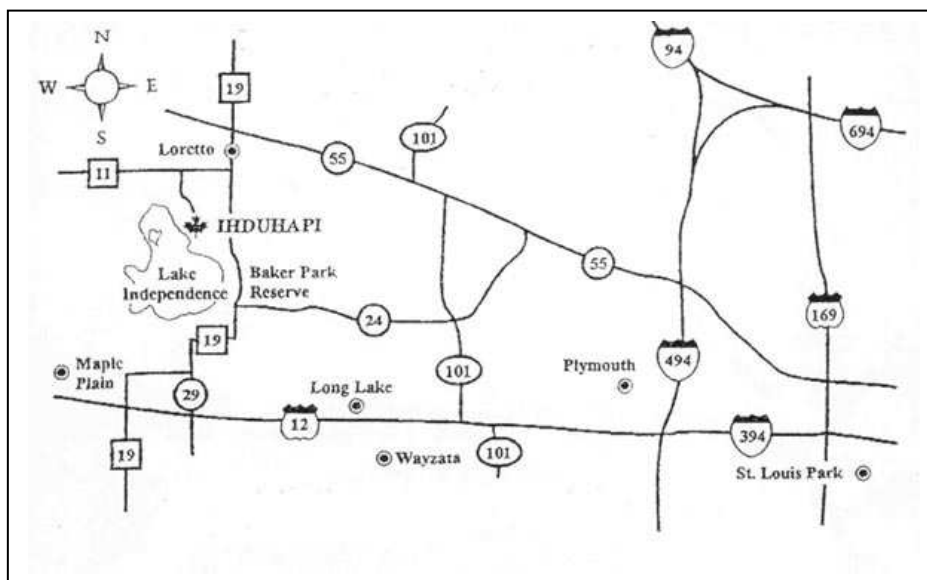 N
W E
S
19
94
101
694
Loretto
55
11
IHDUHAPI
Lake
Independence
Baker Park
Reserve
55
24
169
19
Maple
Plain
29
Long Lake
101
Plymouth
494
12
19
Wayzata
101
394
St. Louis Park